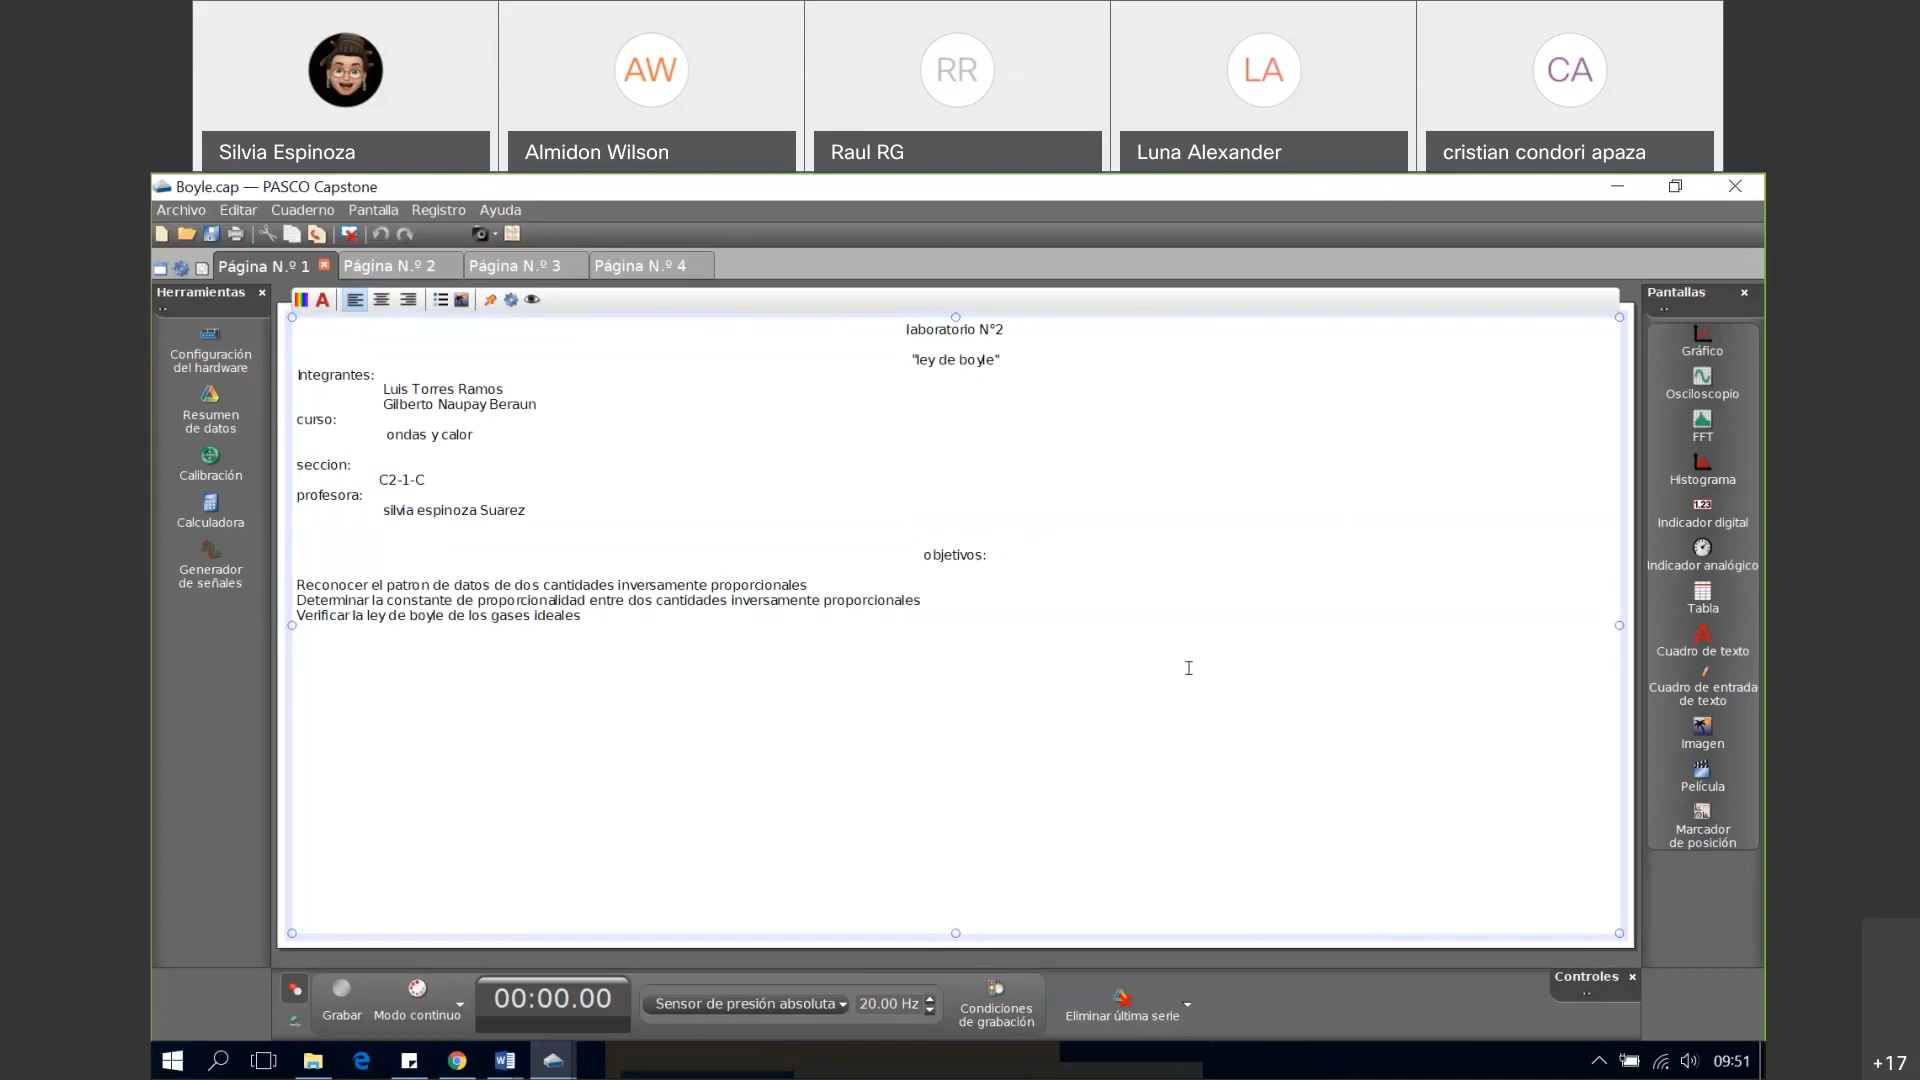 AW
RR
LA
CA
Silvia Espinoza
Almidon Wilson
Raul RG
Luna Alexander
cristian condori apaza
Boyle.cap — PASCO Capstone
Archivo Editar Cuaderno Pantalla Registro Ayuda
Página N.º 1
Página N.º 2
Página N.º 3
Página N.º 4
Herramientas
Configuración
del hardware
Resumen
de datos
Calibración
Calculadora
Generador
de señales
laboratorio N°2
"ley de boyle"
Integrantes:
Luis Torres Ramos
Gilberto Naupay Beraun
curso:
ondas y calor
seccion:
C2-1-C
profesora:
silvia espinoza Suarez
objetivos:
Reconocer el patron de datos de dos cantidades inversamente proporcionales
Determinar la constante de proporcionalidad entre dos cantidades inversamente proporcionales
Verificar la ley de boyle de los gases ideales
Pantallas
Gráfico
Osciloscopio
FFT
Histograma
1.23
Indicador digital
Indicador analógico
Tabla
Cuadro de texto
Cuadro de entrada
de texto
Imagen
Película
Marcador
de posición
Grabar
Modo continuo
00:00.00
Sensor de presión absoluta
20.00 Hz
Condiciones
de grabación
Eliminar última serie
Controles
09:51
+17